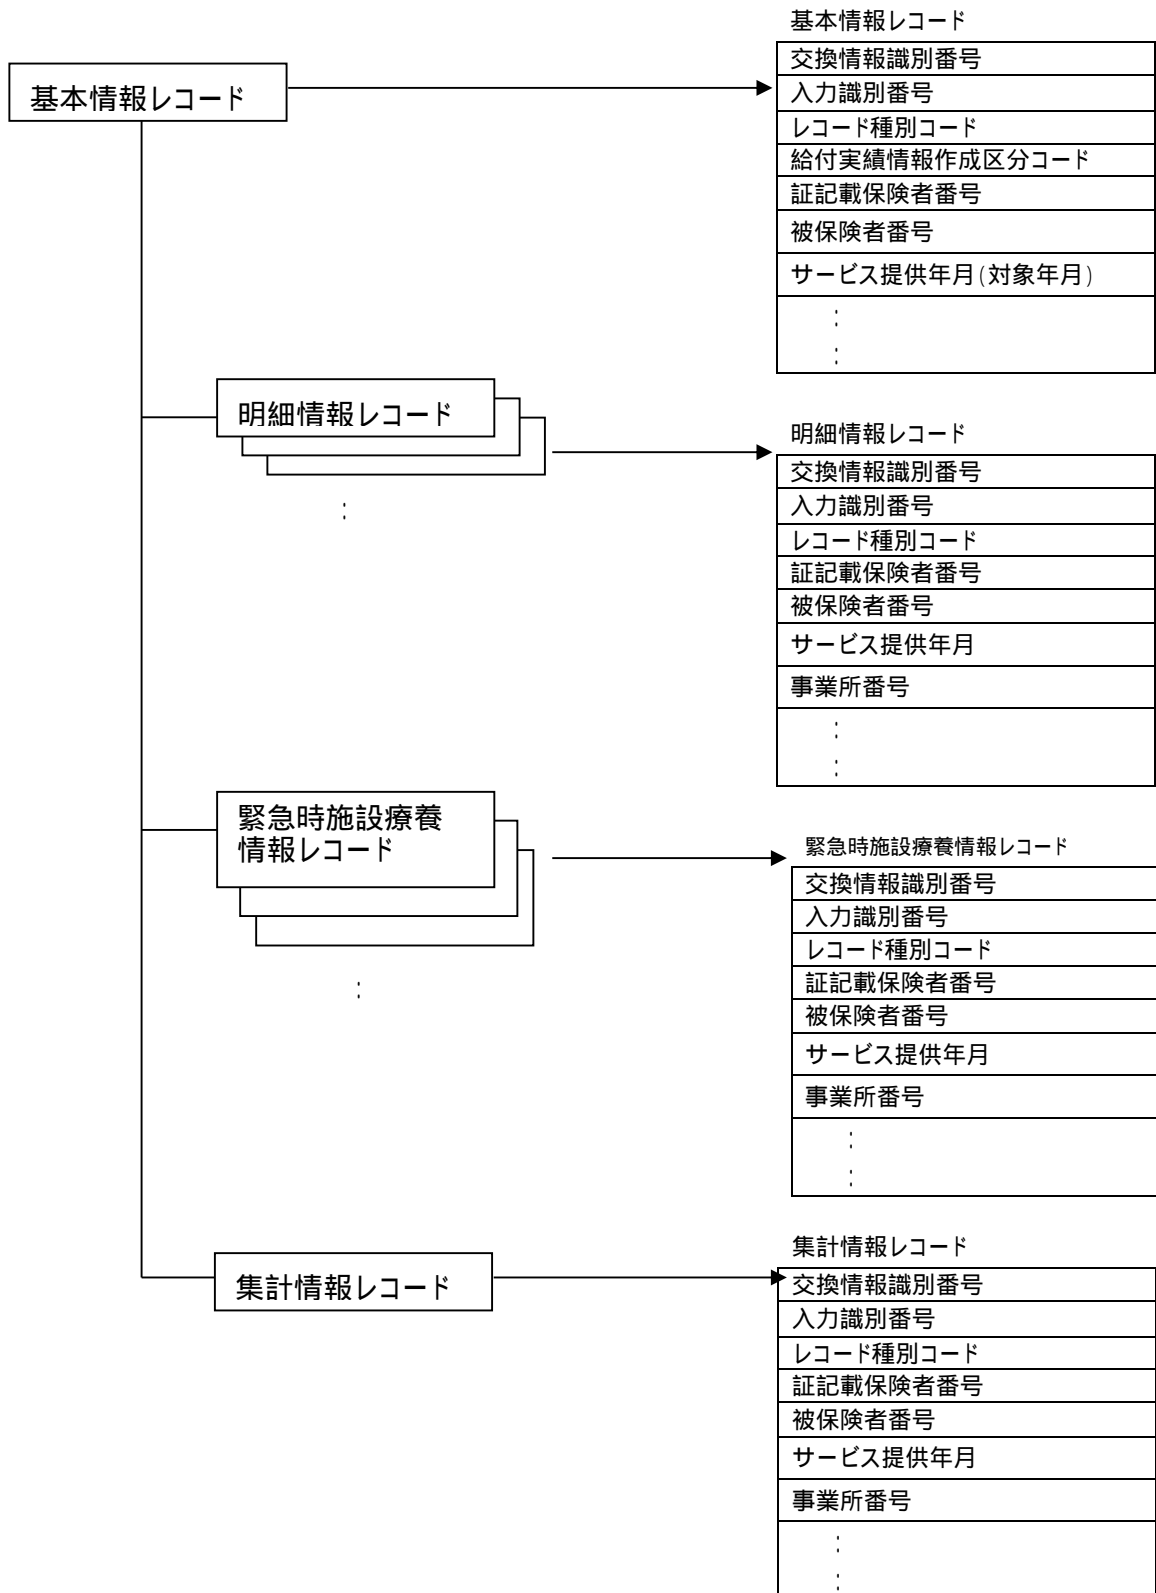 基本情報レコード
基本情報レコード
交換情報識別番号
入力識別番号
レコード種別コード
給付実績情報作成区分コード
証記載保険者番号
被保険者番号
サービス提供年月(対象年月)
:
:
明細情報レコード
:
明細情報レコード
交換情報識別番号
入力識別番号
レコード種別コード
証記載保険者番号
被保険者番号
サービス提供年月
事業所番号
:
:
緊急時施設療養
情報レコード
:
緊急時施設療養情報レコード
交換情報識別番号
入力識別番号
レコード種別コード
証記載保険者番号
被保険者番号
サービス提供年月
事業所番号
:
:
集計情報レコード
集計情報レコード
交換情報識別番号
入力識別番号
レコード種別コード
証記載保険者番号
被保険者番号
サービス提供年月
事業所番号
:
: